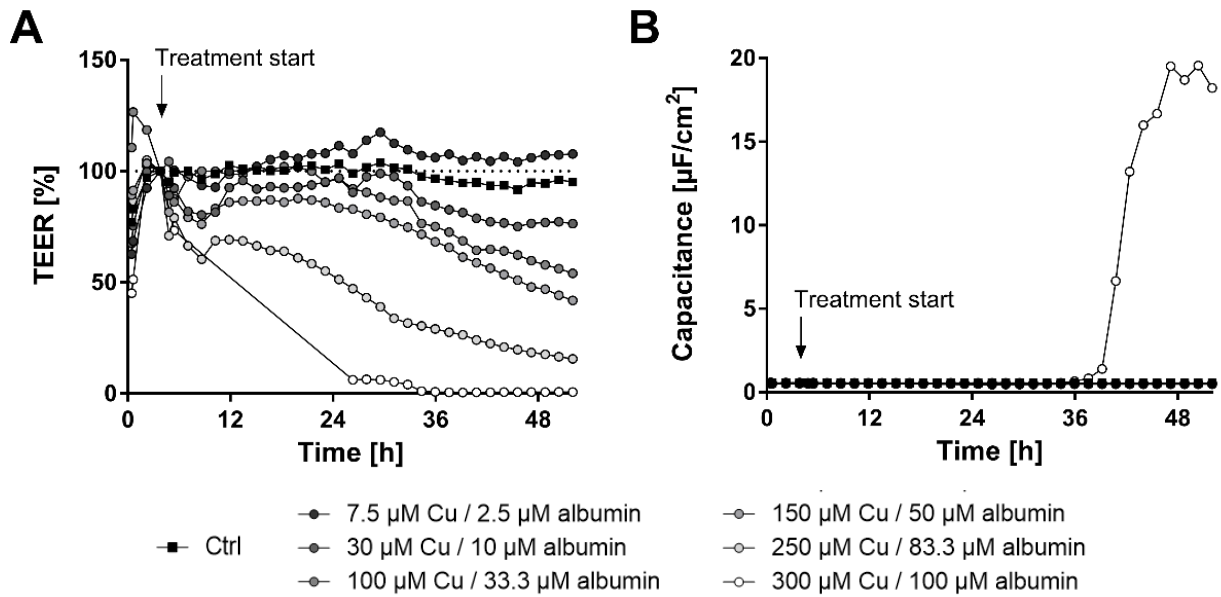 A
Treatment start
TEER [%]
150
100
50
0
0 12 24 36 48
Time [h]
B
Treatment start
Capacitance [µF/cm²]
20
15
10
5
0
0 12 24 36 48
Time [h]
Ctrl
7.5 µM Cu / 2.5 µM albumin
30 µM Cu / 10 µM albumin
100 µM Cu / 33.3 µM albumin
150 µM Cu / 50 µM albumin
250 µM Cu / 83.3 µM albumin
300 µM Cu / 100 µM albumin